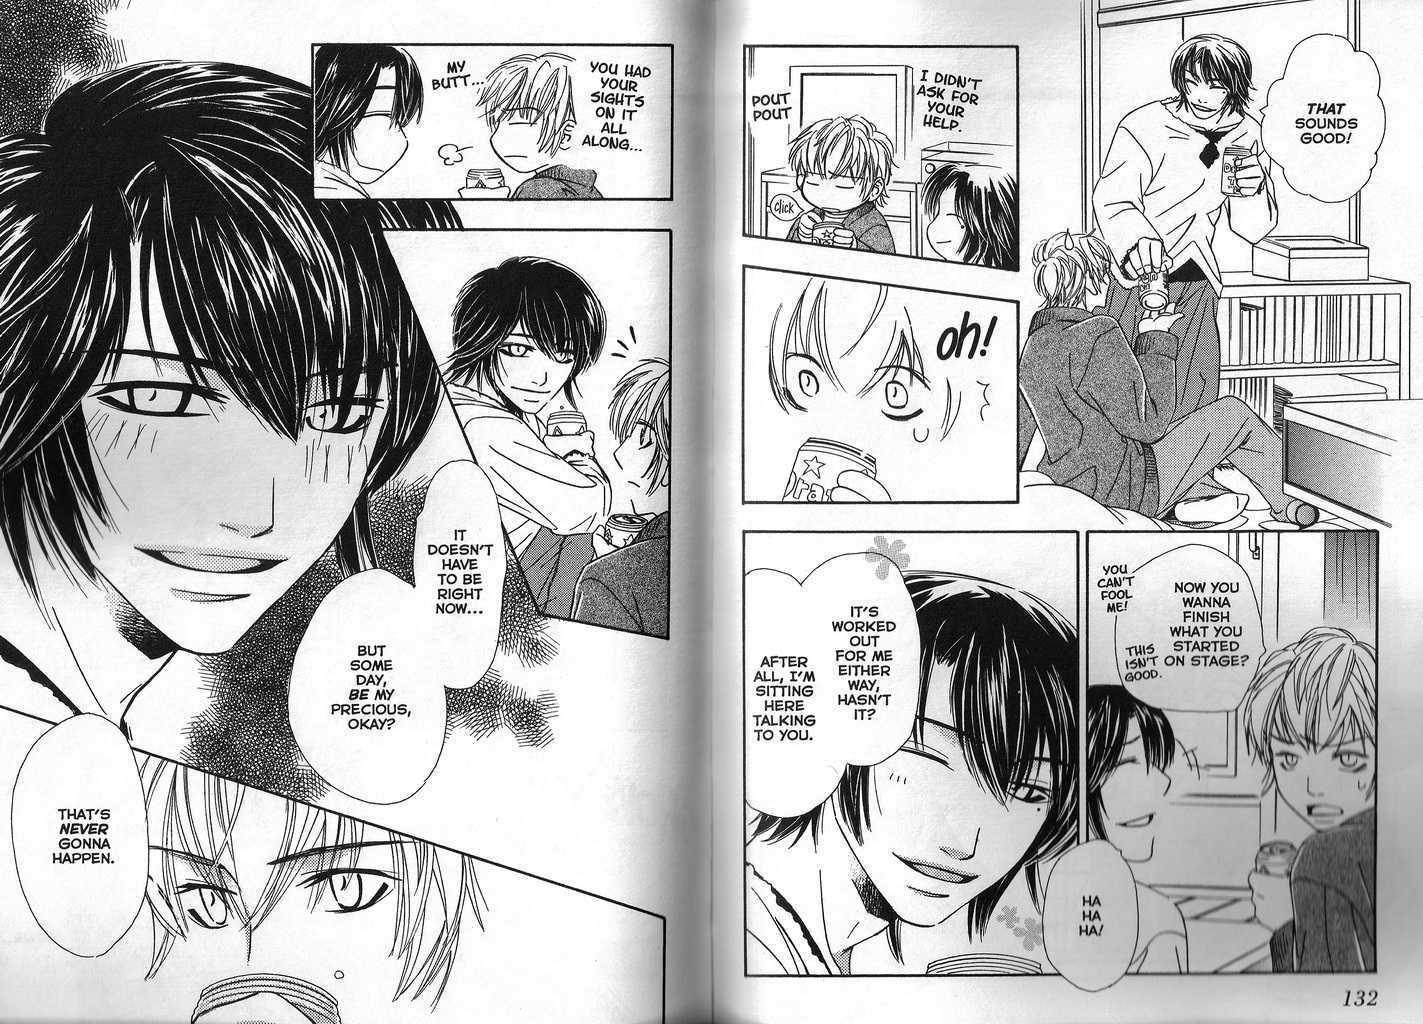 THAT
SOUNDS
GOOD!
I DIDN'T
ASK FOR
YOUR
HELP.
POUT
POUT
click
oh!
NOW YOU
WANNA
FINISH
WHAT YOU
STARTED
ON STAGE?
YOU
CAN'T
FOOL
ME!
THIS
ISN'T
GOOD.
HA
HA
HA!
IT'S
WORKED
OUT
FOR ME
EITHER
WAY,
HASN'T
IT?
AFTER
ALL, I'M
SITTING
HERE
TALKING
TO YOU.
132
YOU HAD
YOUR
SIGHTS
ON IT
ALL
ALONG...
MY
BUTT...
IT
DOESN'T
HAVE
TO BE
RIGHT
NOW...
BUT
SOME
DAY,
BE MY
PRECIOUS,
OKAY?
THAT'S
NEVER
GONNA
HAPPEN.